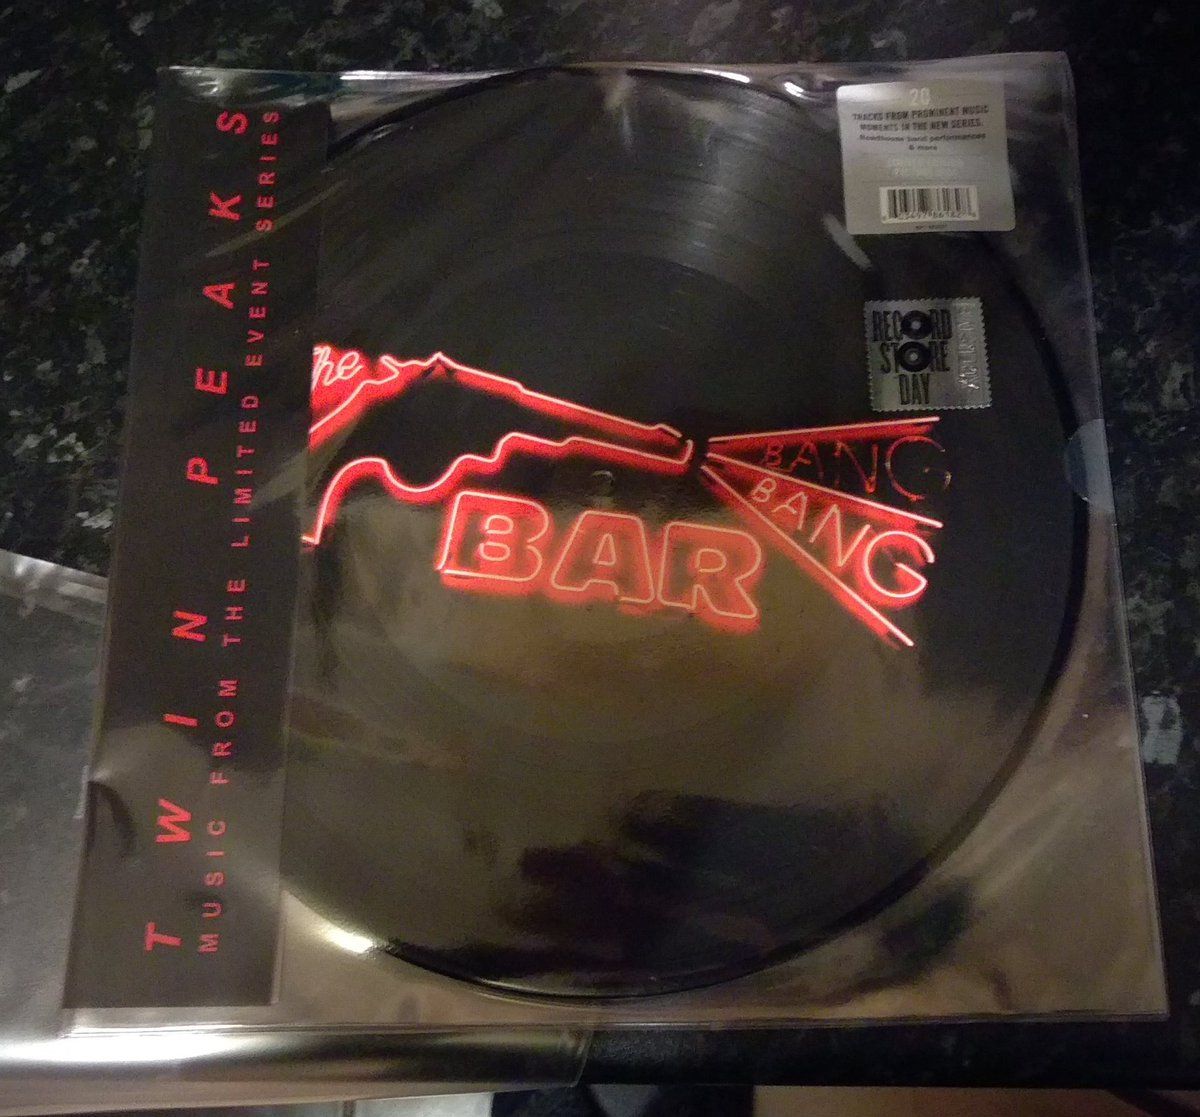 TWIN PEAKS
MUSIC FROM THE LIMITED EVENT SERIES
20
TRACKS FROM PROMINENT MUSIC
MOMENTS IN THE NEW SERIES.
Roadhouse band performances
& more
RECORD
STORE
DAY
The
BANG
BANG
BAR